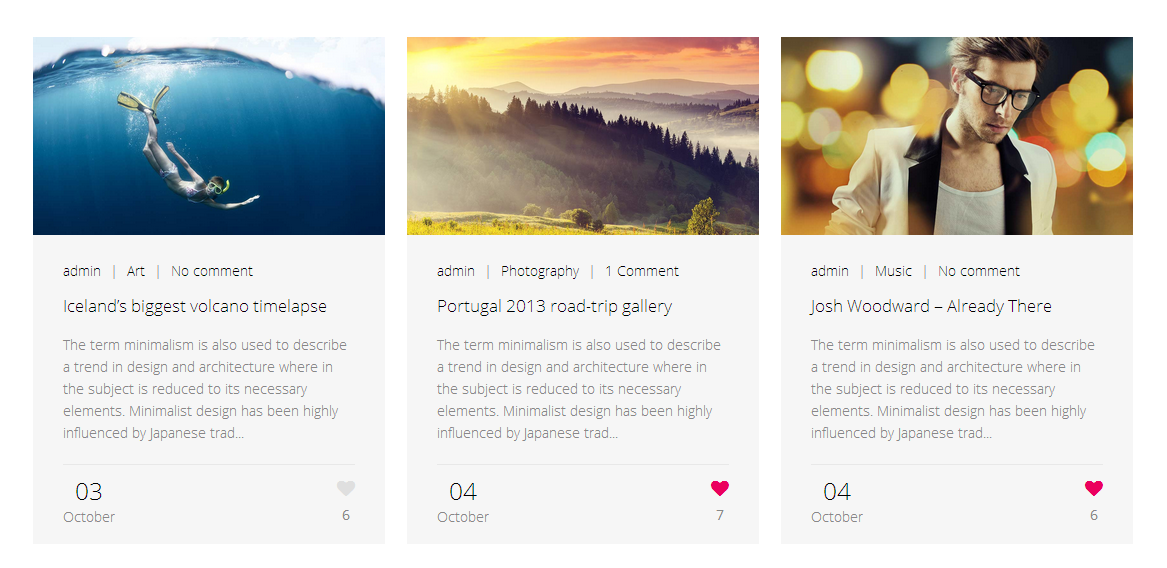 admin | Art | No comment
Iceland’s biggest volcano timelapse
The term minimalism is also used to describe
a trend in design and architecture where in
the subject is reduced to its necessary
elements. Minimalist design has been highly
influenced by Japanese trad...
03
October
6
admin | Photography | 1 Comment
Portugal 2013 road-trip gallery
The term minimalism is also used to describe
a trend in design and architecture where in
the subject is reduced to its necessary
elements. Minimalist design has been highly
influenced by Japanese trad...
04
October
7
admin | Music | No comment
Josh Woodward – Already There
The term minimalism is also used to describe
a trend in design and architecture where in
the subject is reduced to its necessary
elements. Minimalist design has been highly
influenced by Japanese trad...
04
October
6